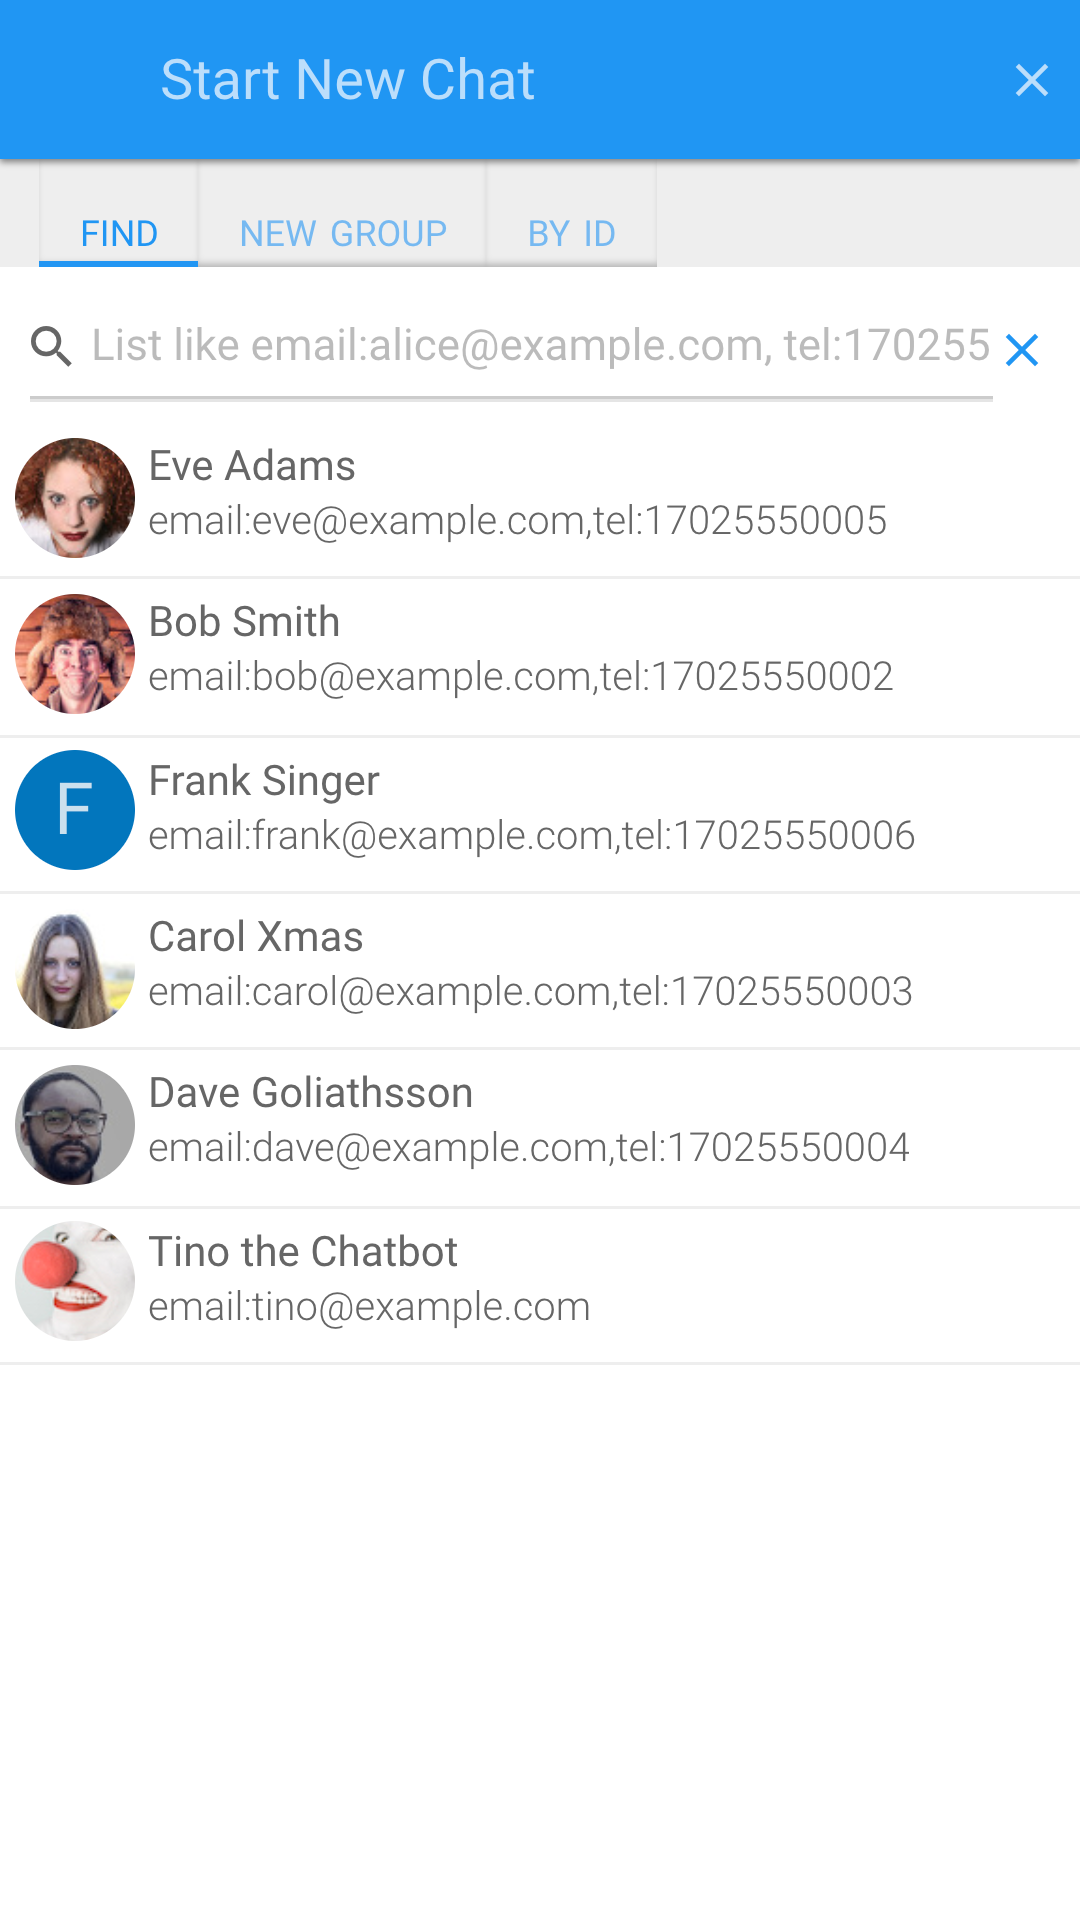 Start New Chat
FIND NEW GROUP BY ID
List like email:alice@example.com, tel:170255
Eve Adams
email:eve@example.com,tel:17025550005
Bob Smith
email:bob@example.com,tel:17025550002
F
Frank Singer
email:frank@example.com,tel:17025550006
Carol Xmas
email:carol@example.com,tel:17025550003
Dave Goliathsson
email:dave@example.com,tel:17025550004
Tino the Chatbot
email:tino@example.com